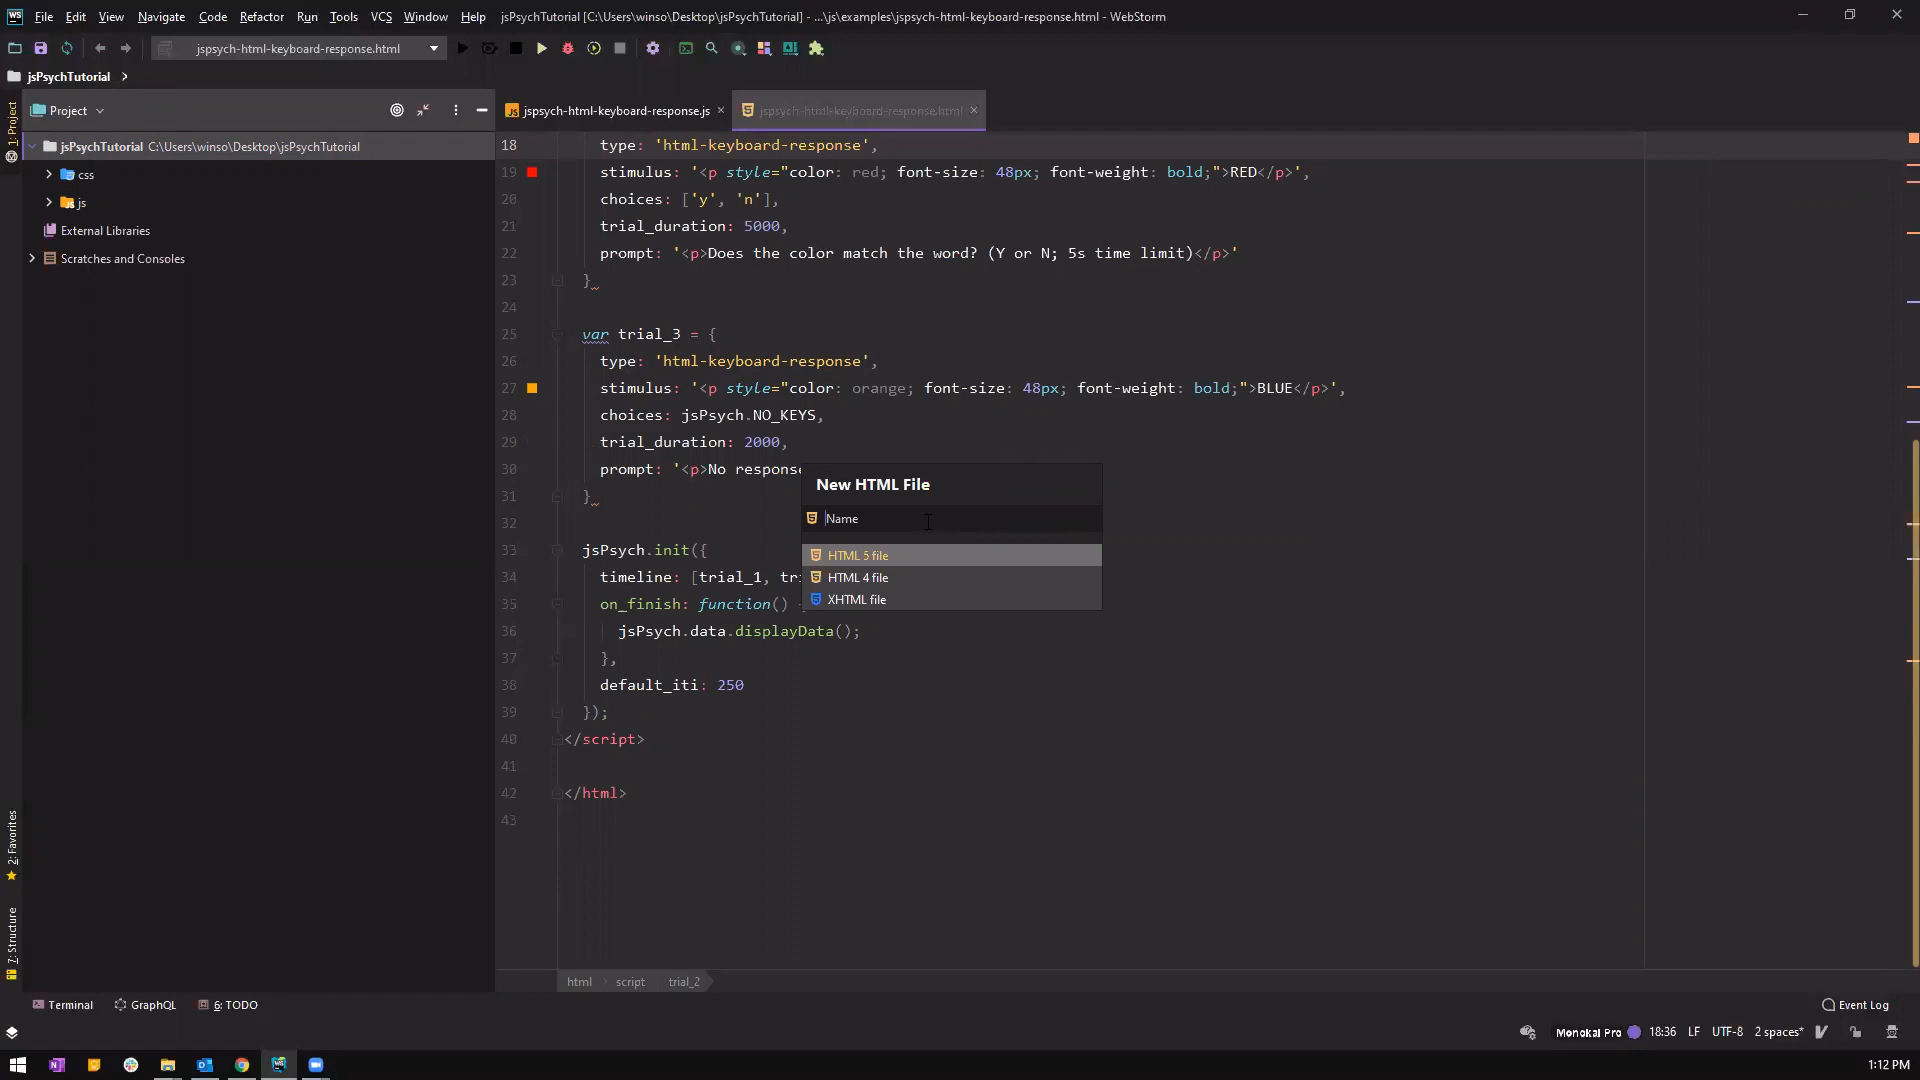 WS File Edit View Navigate Code Refactor Run Tools VCS Window Help jsPsychTutorial [C:\Users\winso\Desktop\jsPsychTutorial] - ...\js\examples\jspsych-html-keyboard-response.html - WebStorm
jspsych-html-keyboard-response.html
jsPsychTutorial
1: Project
Project
jspsych-html-keyboard-response.js
jspsych-html-keyboard-response.html
jsPsychTutorial C:\Users\winso\Desktop\jsPsychTutorial
css
js
External Libraries
Scratches and Consoles
18 type: 'html-keyboard-response',
19 stimulus: '<p style="color: red; font-size: 48px; font-weight: bold;">RED</p>',
20 choices: ['y', 'n'],
21 trial_duration: 5000,
22 prompt: '<p>Does the color match the word? (Y or N; 5s time limit)</p>'
23 }
24
25 var trial_3 = {
26 type: 'html-keyboard-response',
27 stimulus: '<p style="color: orange; font-size: 48px; font-weight: bold;">BLUE</p>',
28 choices: jsPsych.NO_KEYS,
29 trial_duration: 2000,
30 prompt: '<p>No response
31 }
32
33 jsPsych.init({
34 timeline: [trial_1, tri
35 on_finish: function() {
36 jsPsych.data.displayData();
37 },
38 default_iti: 250
39 });
40 </script>
41
42 </html>
43
New HTML File
Name
HTML 5 file
HTML 4 file
XHTML file
2: Favorites
7: Structure
html script trial_2
Terminal GraphQL 6: TODO
Event Log
Monokai Pro 18:36 LF UTF-8 2 spaces*
1:12 PM